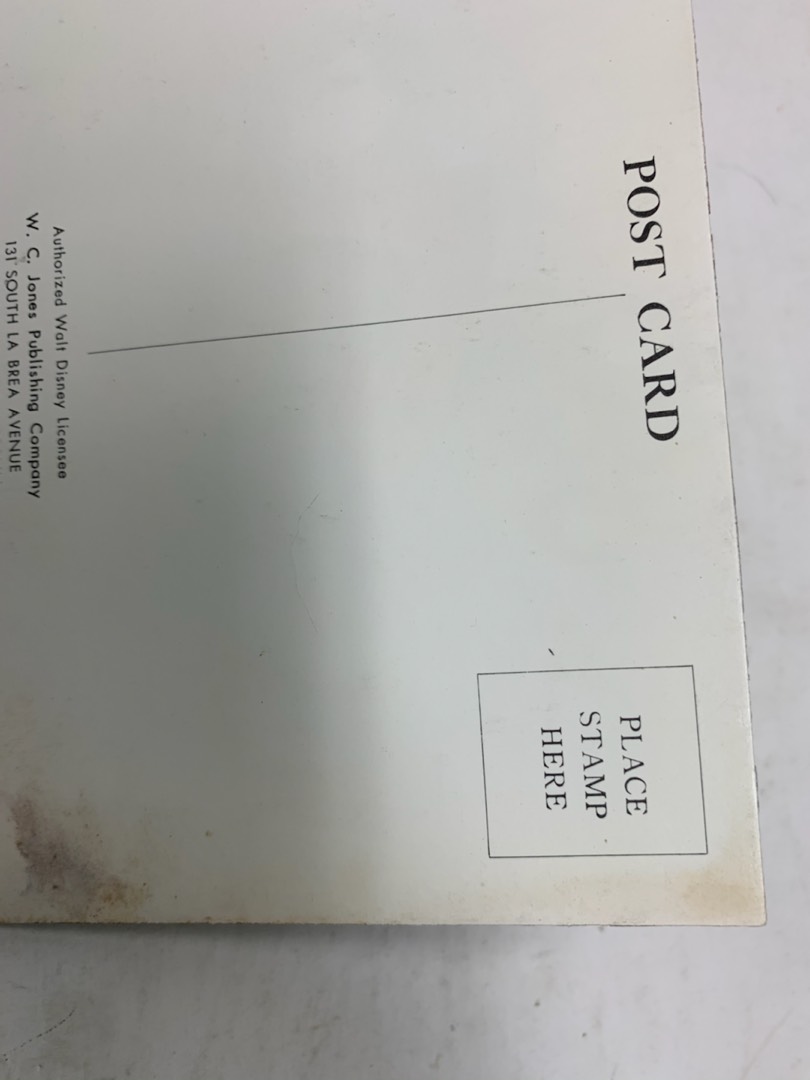 POST CARD
PLACE
STAMP
HERE
Authorized Walt Disney Licensee
W. C. Jones Publishing Company
131 SOUTH LA BREA AVENUE